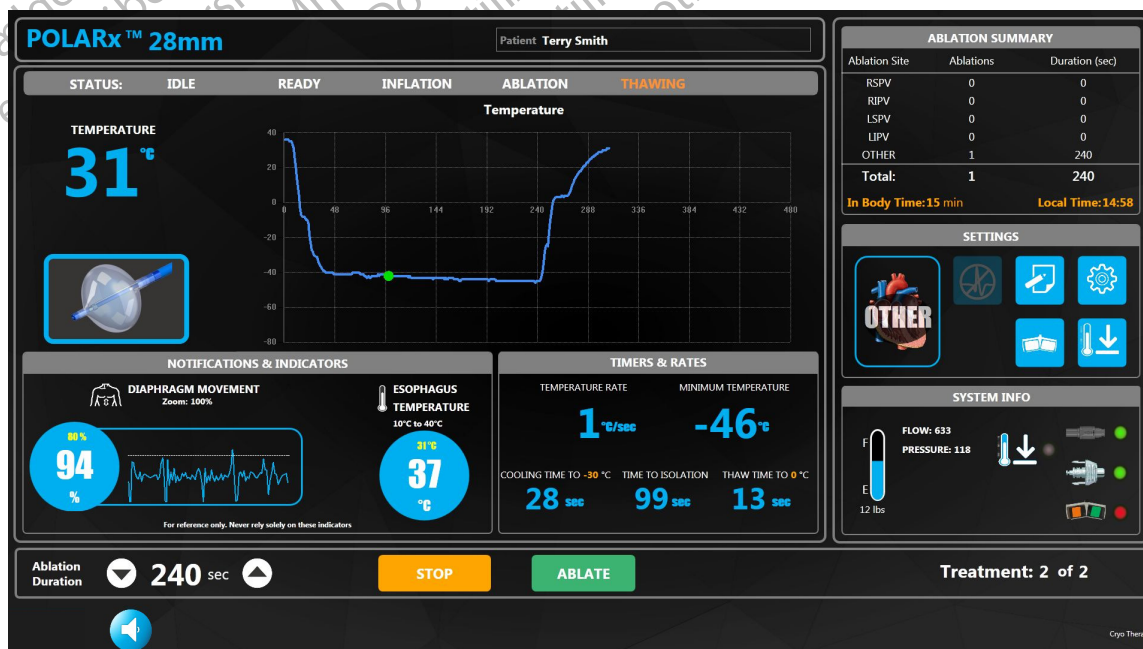 POLARx™ 28mm
Patient Terry Smith
STATUS: IDLE READY INFLATION ABLATION THAWING
TEMPERATURE
31 °C
Temperature
40
20
0
-20
-40
-60
-80
0 48 96 144 192 240 288 336 384 432 480
NOTIFICATIONS & INDICATORS
DIAPHRAGM MOVEMENT
Zoom: 100%
80 %
94
%
ESOPHAGUS
TEMPERATURE
10°C to 40°C
31 °C
37
°C
For reference only. Never rely solely on these indicators
TIMERS & RATES
TEMPERATURE RATE MINIMUM TEMPERATURE
1 °C/sec -46 °C
COOLING TIME TO -30 °C TIME TO ISOLATION THAW TIME TO 0 °C
28 sec 99 sec 13 sec
ABLATION SUMMARY
Ablation Site Ablations Duration (sec)
RSPV 0 0
RIPV 0 0
LSPV 0 0
LIPV 0 0
OTHER 1 240
Total: 1 240
In Body Time: 15 min Local Time: 14:58
SETTINGS
OTHER
SYSTEM INFO
F
E
12 lbs
FLOW: 633
PRESSURE: 118
Ablation
Duration
240 sec
STOP
ABLATE
Treatment: 2 of 2